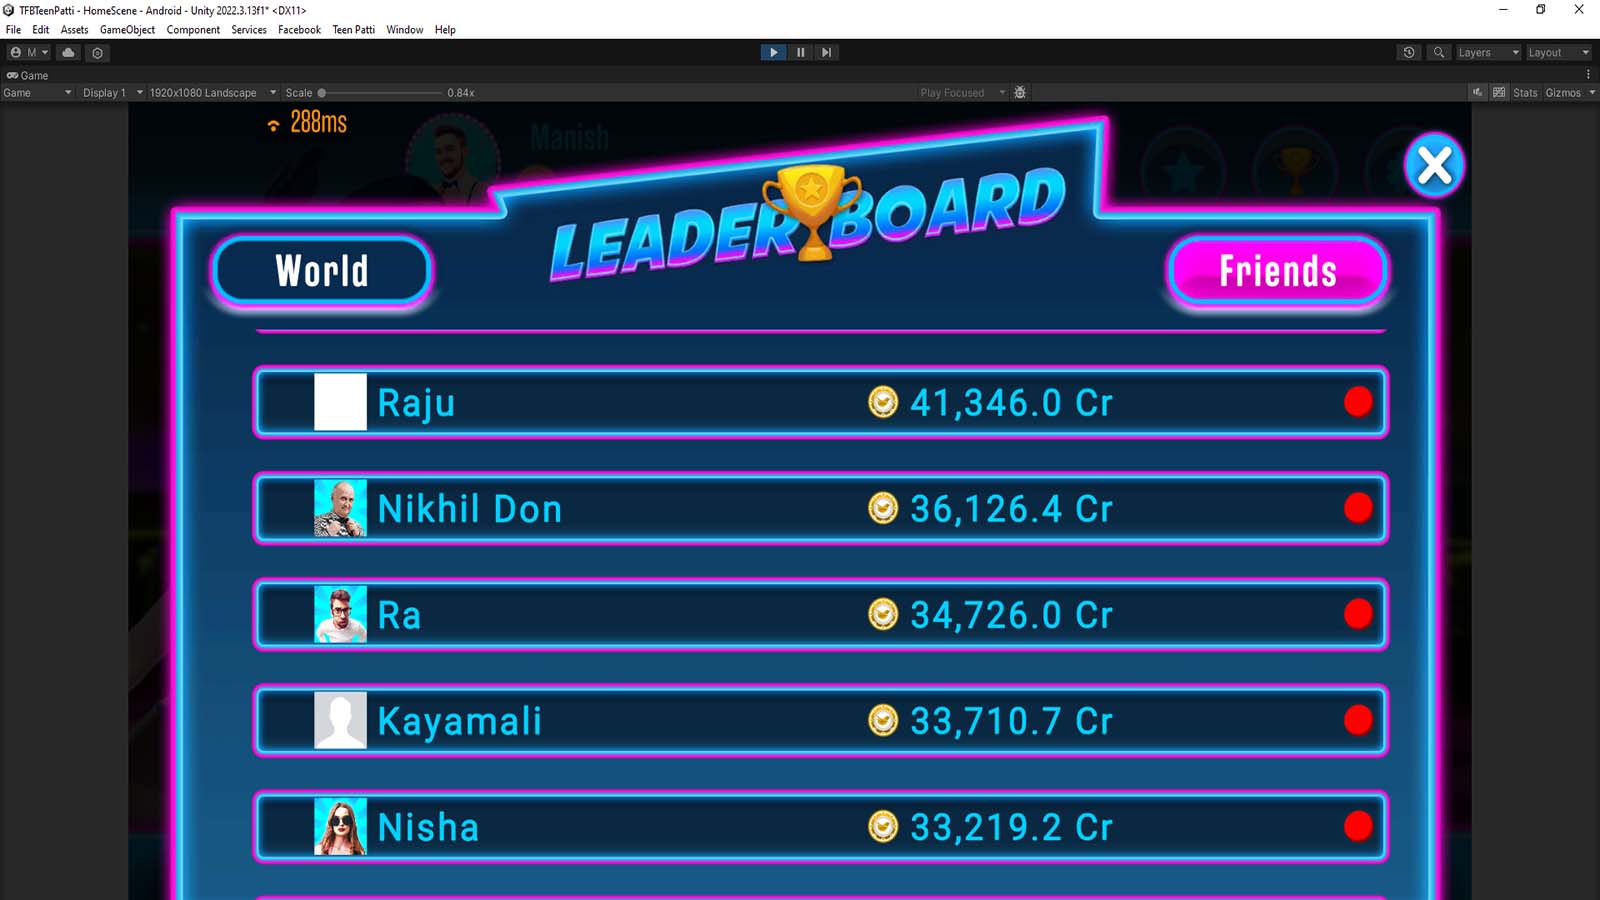 TFBTeenPatti - HomeScene - Android - Unity 2022.3.13f1* <DX11>
File Edit Assets GameObject Component Services Facebook Teen Patti Window Help
M Layers Layout
Game
Game Display 1 1920x1080 Landscape Scale 0.84x Play Focused Stats Gizmos
288ms
Manish
LEADER BOARD
World Friends
Raju 41,346.0 Cr
Nikhil Don 36,126.4 Cr
Ra 34,726.0 Cr
Kayamali 33,710.7 Cr
Nisha 33,219.2 Cr